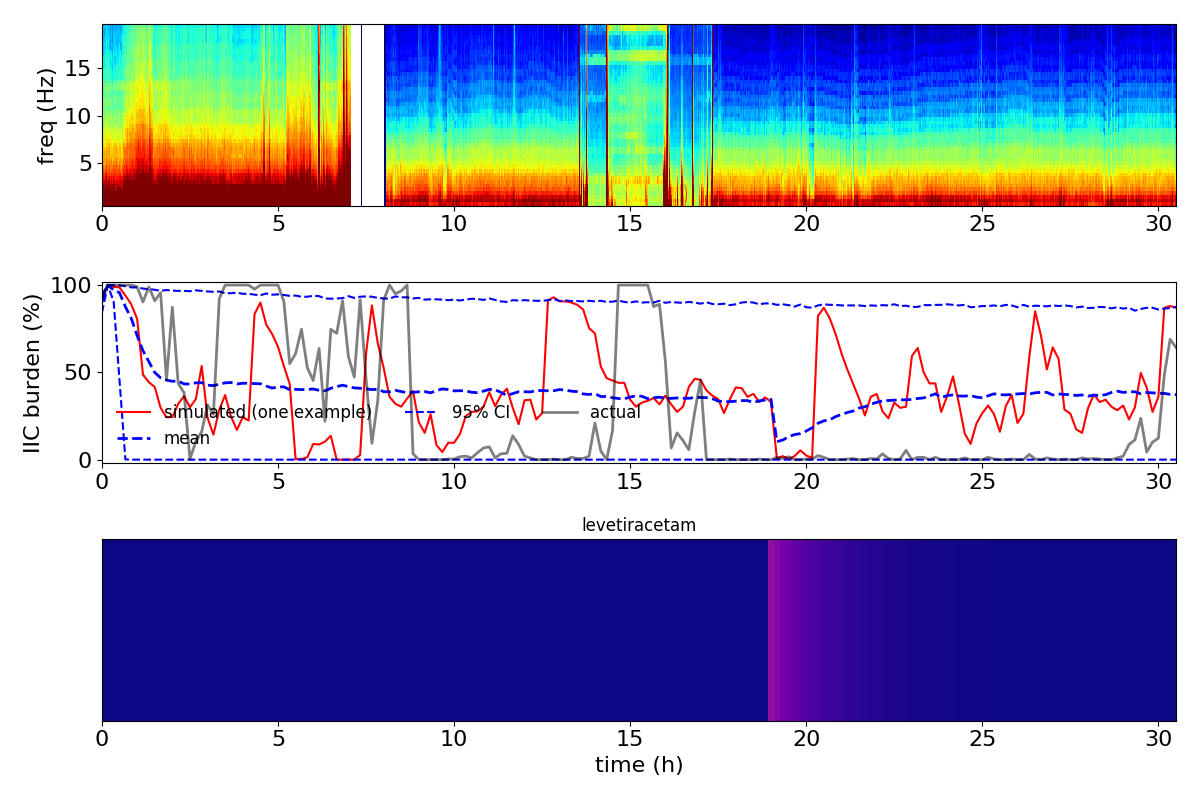 freq (Hz)
15
10
5
0 5 10 15 20 25 30
IIC burden (%)
100
50
0
simulated (one example)
mean
95% CI
actual
0 5 10 15 20 25 30
levetiracetam
0 5 10 15 20 25 30
time (h)